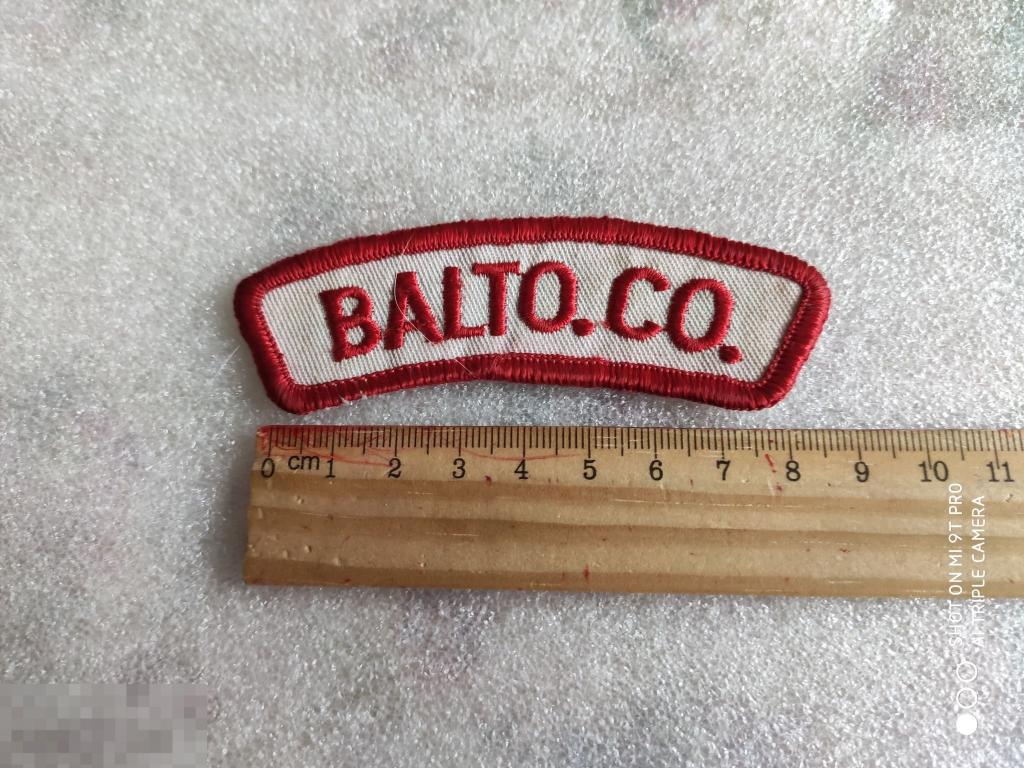 BALTO.CO.
0 cm 1 2 3 4 5 6 7 8 9 10 11
SHOT ON MI 9T PRO
AI TRIPLE CAMERA